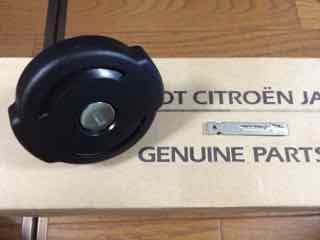 OT CITROËN JA
GENUINE PARTS